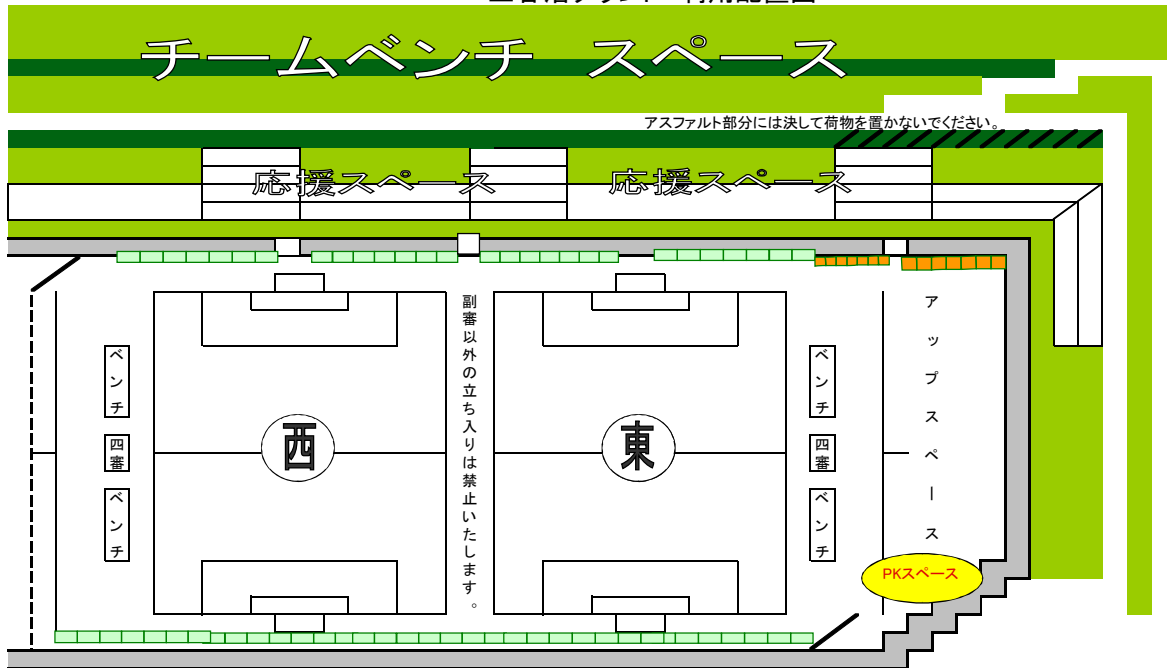 チームベンチ スペース
アスファルト部分には決して荷物を置かないでください。
応援スペース
応援スペース
副審以外の立ち入りは禁止いたします。
ベンチ
四審
ベンチ
西
東
ベンチ
四審
ベンチ
アップスペース
PKスペース